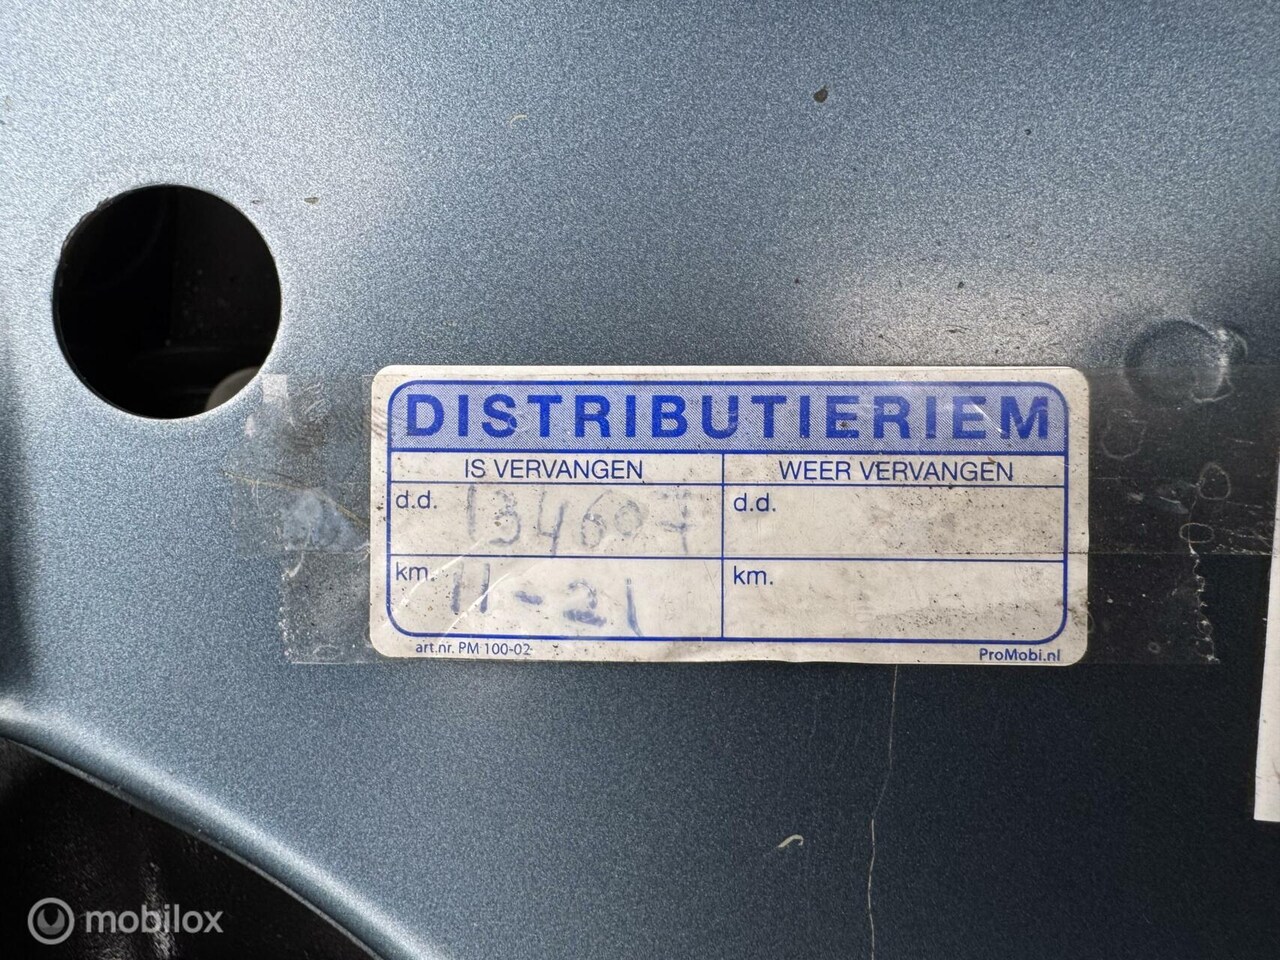 DISTRIBUTIERIEM
IS VERVANGEN WEER VERVANGEN
d.d. 134607 d.d.
km. 11-21 km.
art.nr. PM 100-02 ProMobi.nl
mobilox